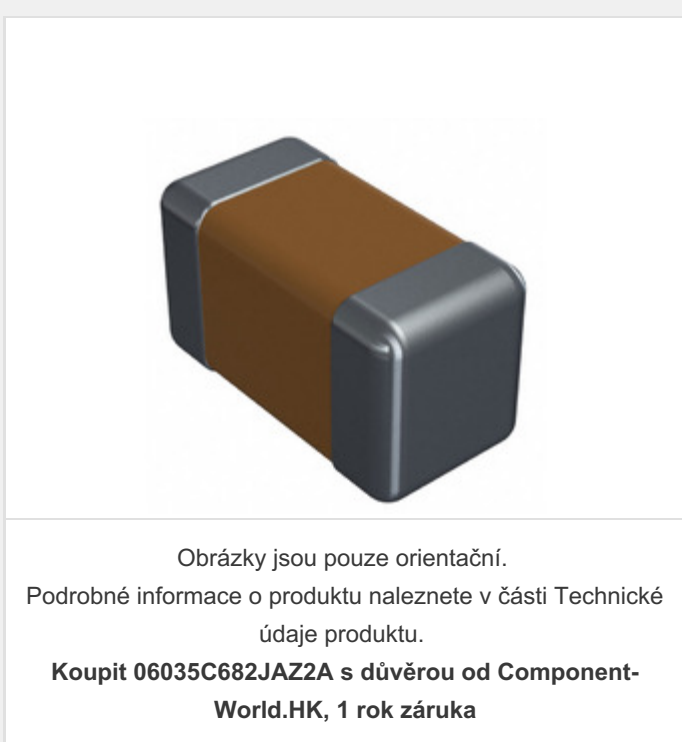 Obrázky jsou pouze orientační.
Podrobné informace o produktu naleznete v části Technické
údaje produktu.
Koupit 06035C682JAZ2A s důvěrou od Component-
World.HK, 1 rok záruka